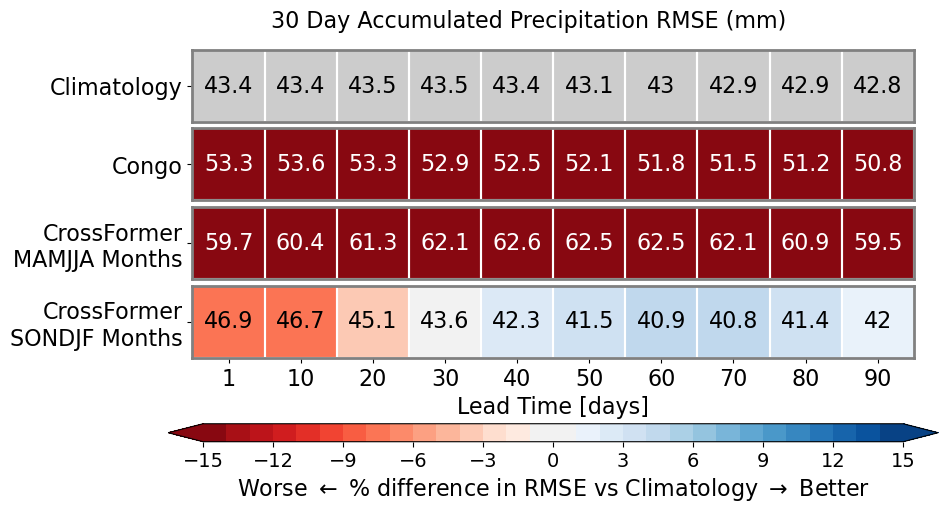 30 Day Accumulated Precipitation RMSE (mm)
Climatology 43.4 43.4 43.5 43.5 43.4 43.1 43 42.9 42.9 42.8
Congo 53.3 53.6 53.3 52.9 52.5 52.1 51.8 51.5 51.2 50.8
CrossFormer
MAMJJA Months 59.7 60.4 61.3 62.1 62.6 62.5 62.5 62.1 60.9 59.5
CrossFormer
SONDJF Months 46.9 46.7 45.1 43.6 42.3 41.5 40.9 40.8 41.4 42
1 10 20 30 40 50 60 70 80 90
Lead Time [days]
−15 −12 −9 −6 −3 0 3 6 9 12 15
Worse ← % difference in RMSE vs Climatology → Better